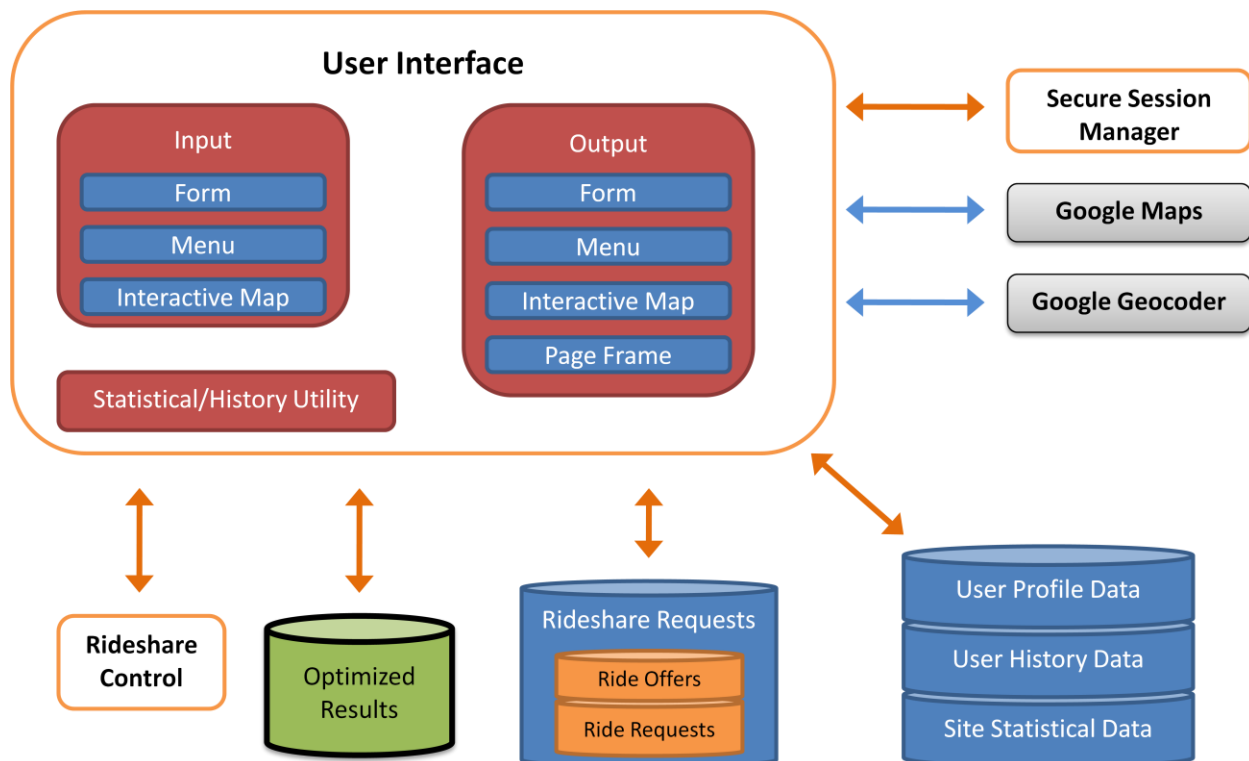 User Interface
Input
Form
Menu
Interactive Map
Statistical/History Utility
Output
Form
Menu
Interactive Map
Page Frame
Secure Session
Manager
Google Maps
Google Geocoder
Rideshare
Control
Optimized
Results
Rideshare Requests
Ride Offers
Ride Requests
User Profile Data
User History Data
Site Statistical Data